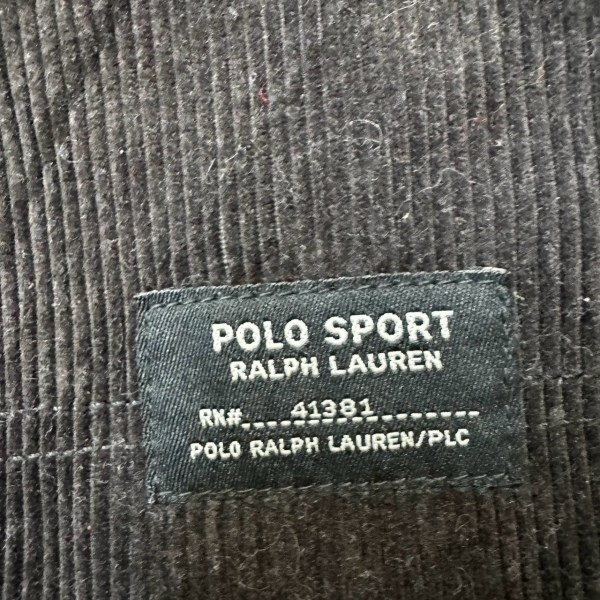 POLO SPORT
RALPH LAUREN
RN# 41381
POLO RALPH LAUREN/PLC